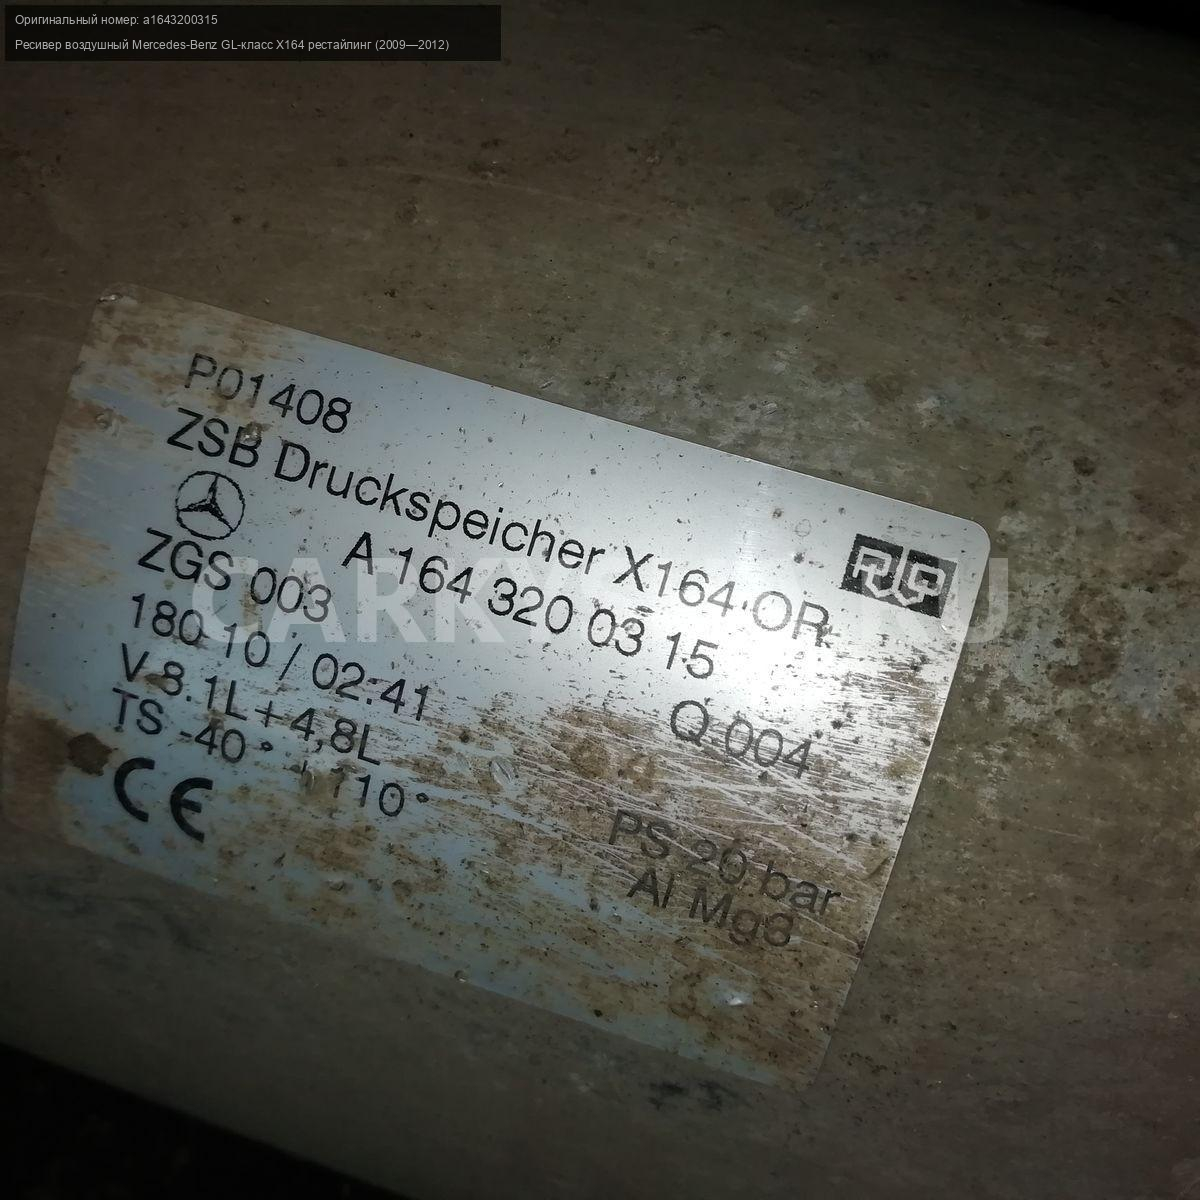 Оригинальный номер: a1643200315
Ресивер воздушный Mercedes-Benz GL-класс X164 рестайлинг (2009—2012)
P01408
ZSB Druckspeicher X164 OR
A 164 320 03 15
ZGS 003
Q 004
180 10 / 02:41
V 8.1L+4,8L
TS -40° 110°
PS 20 bar
Al Mg3
CE